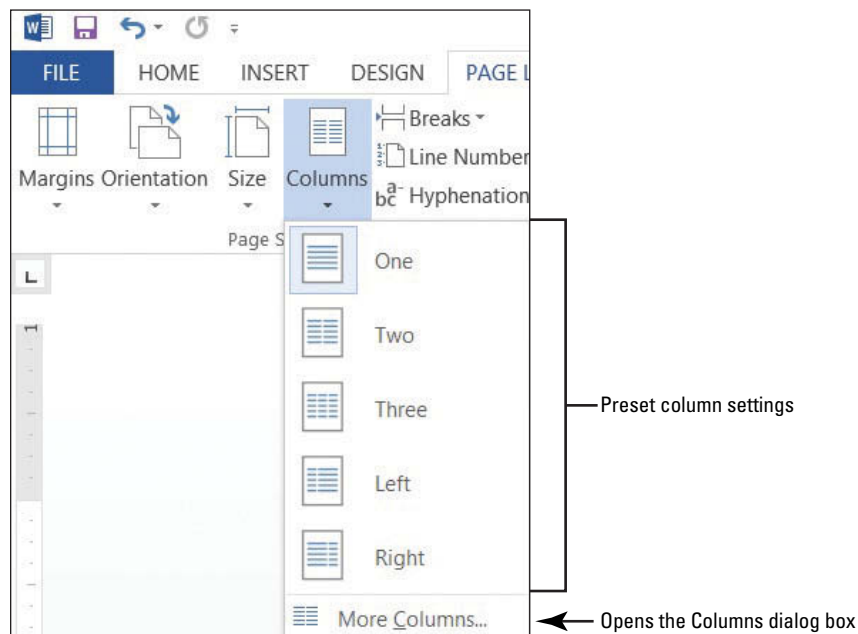 W
FILE HOME INSERT DESIGN PAGE L
Margins Orientation Size Columns
Breaks
Line Number
Hyphenation
Page S
One
Two
Three
Left
Right
More Columns...
L
1
Preset column settings
Opens the Columns dialog box